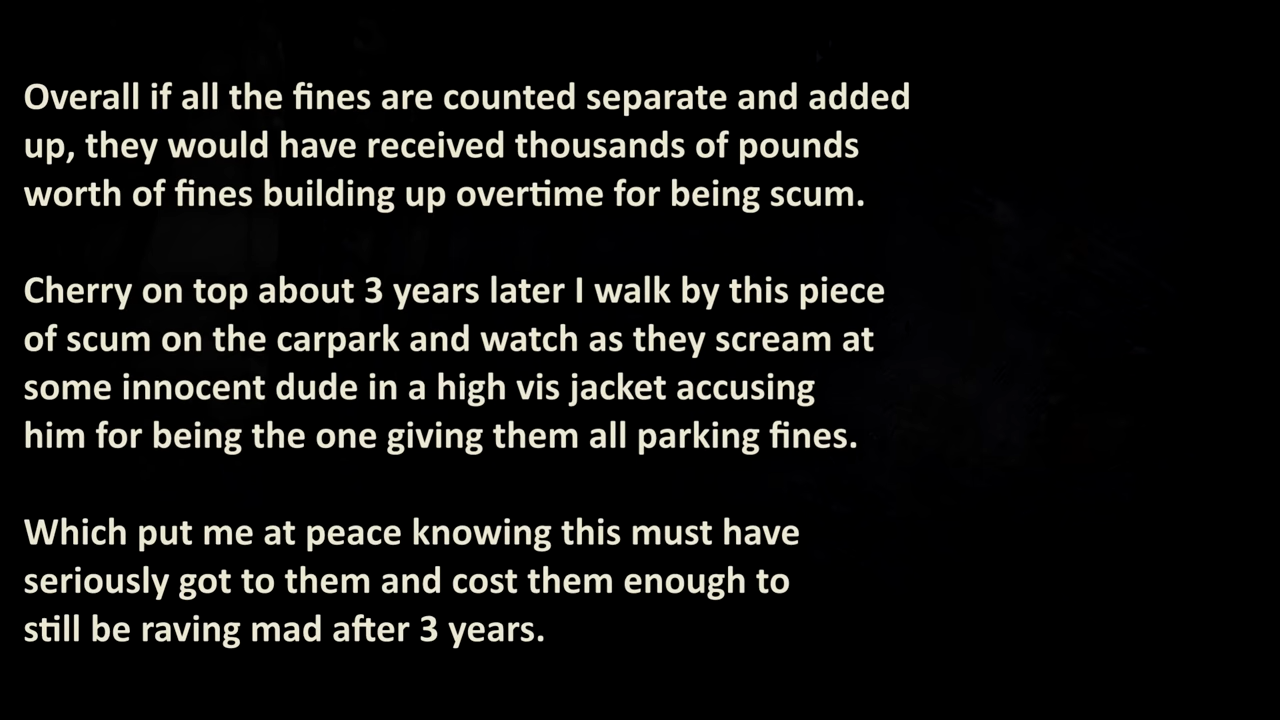 Overall if all the fines are counted separate and added
up, they would have received thousands of pounds
worth of fines building up overtime for being scum.
Cherry on top about 3 years later I walk by this piece
of scum on the carpark and watch as they scream at
some innocent dude in a high vis jacket accusing
him for being the one giving them all parking fines.
Which put me at peace knowing this must have
seriously got to them and cost them enough to
still be raving mad after 3 years.